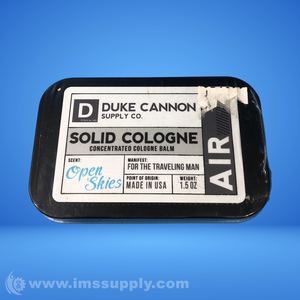 D
DUKE CANNON
SUPPLY CO.
SOLID COLOGNE
CONCENTRATED COLOGNE BALM
SCENT:
Open
Skies
MANIFEST:
FOR THE TRAVELING MAN
POINT OF ORIGIN:
MADE IN USA
WEIGHT:
1.5 OZ
AIR
© www.imssupply.com